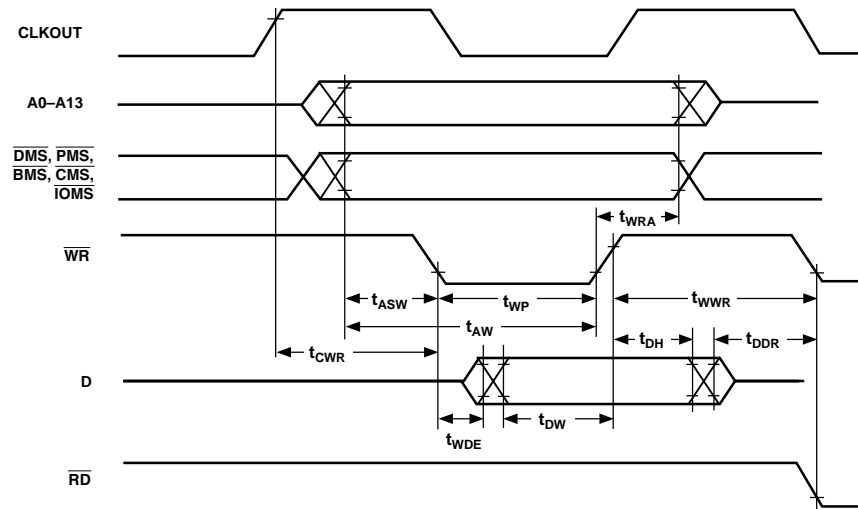 CLKOUT
A0–A13
DMS, PMS,
BMS, CMS,
IOMS
tWRA
WR
tASW
tWP
tWWR
tAW
tCWR
tDH
tDDR
D
tWDE
tDW
RD